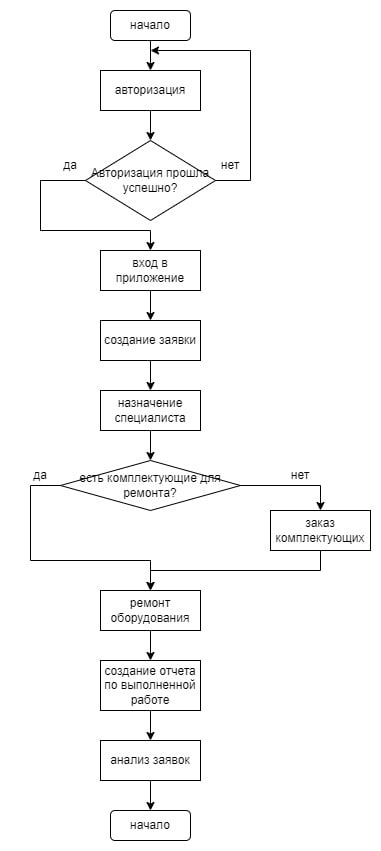 начало
авторизация
да
Авторизация прошла
успешно?
нет
вход в
приложение
создание заявки
назначение
специалиста
да
есть комплектующие для
ремонта?
нет
заказ
комплектующих
ремонт
оборудования
создание отчета
по выполненной
работе
анализ заявок
начало